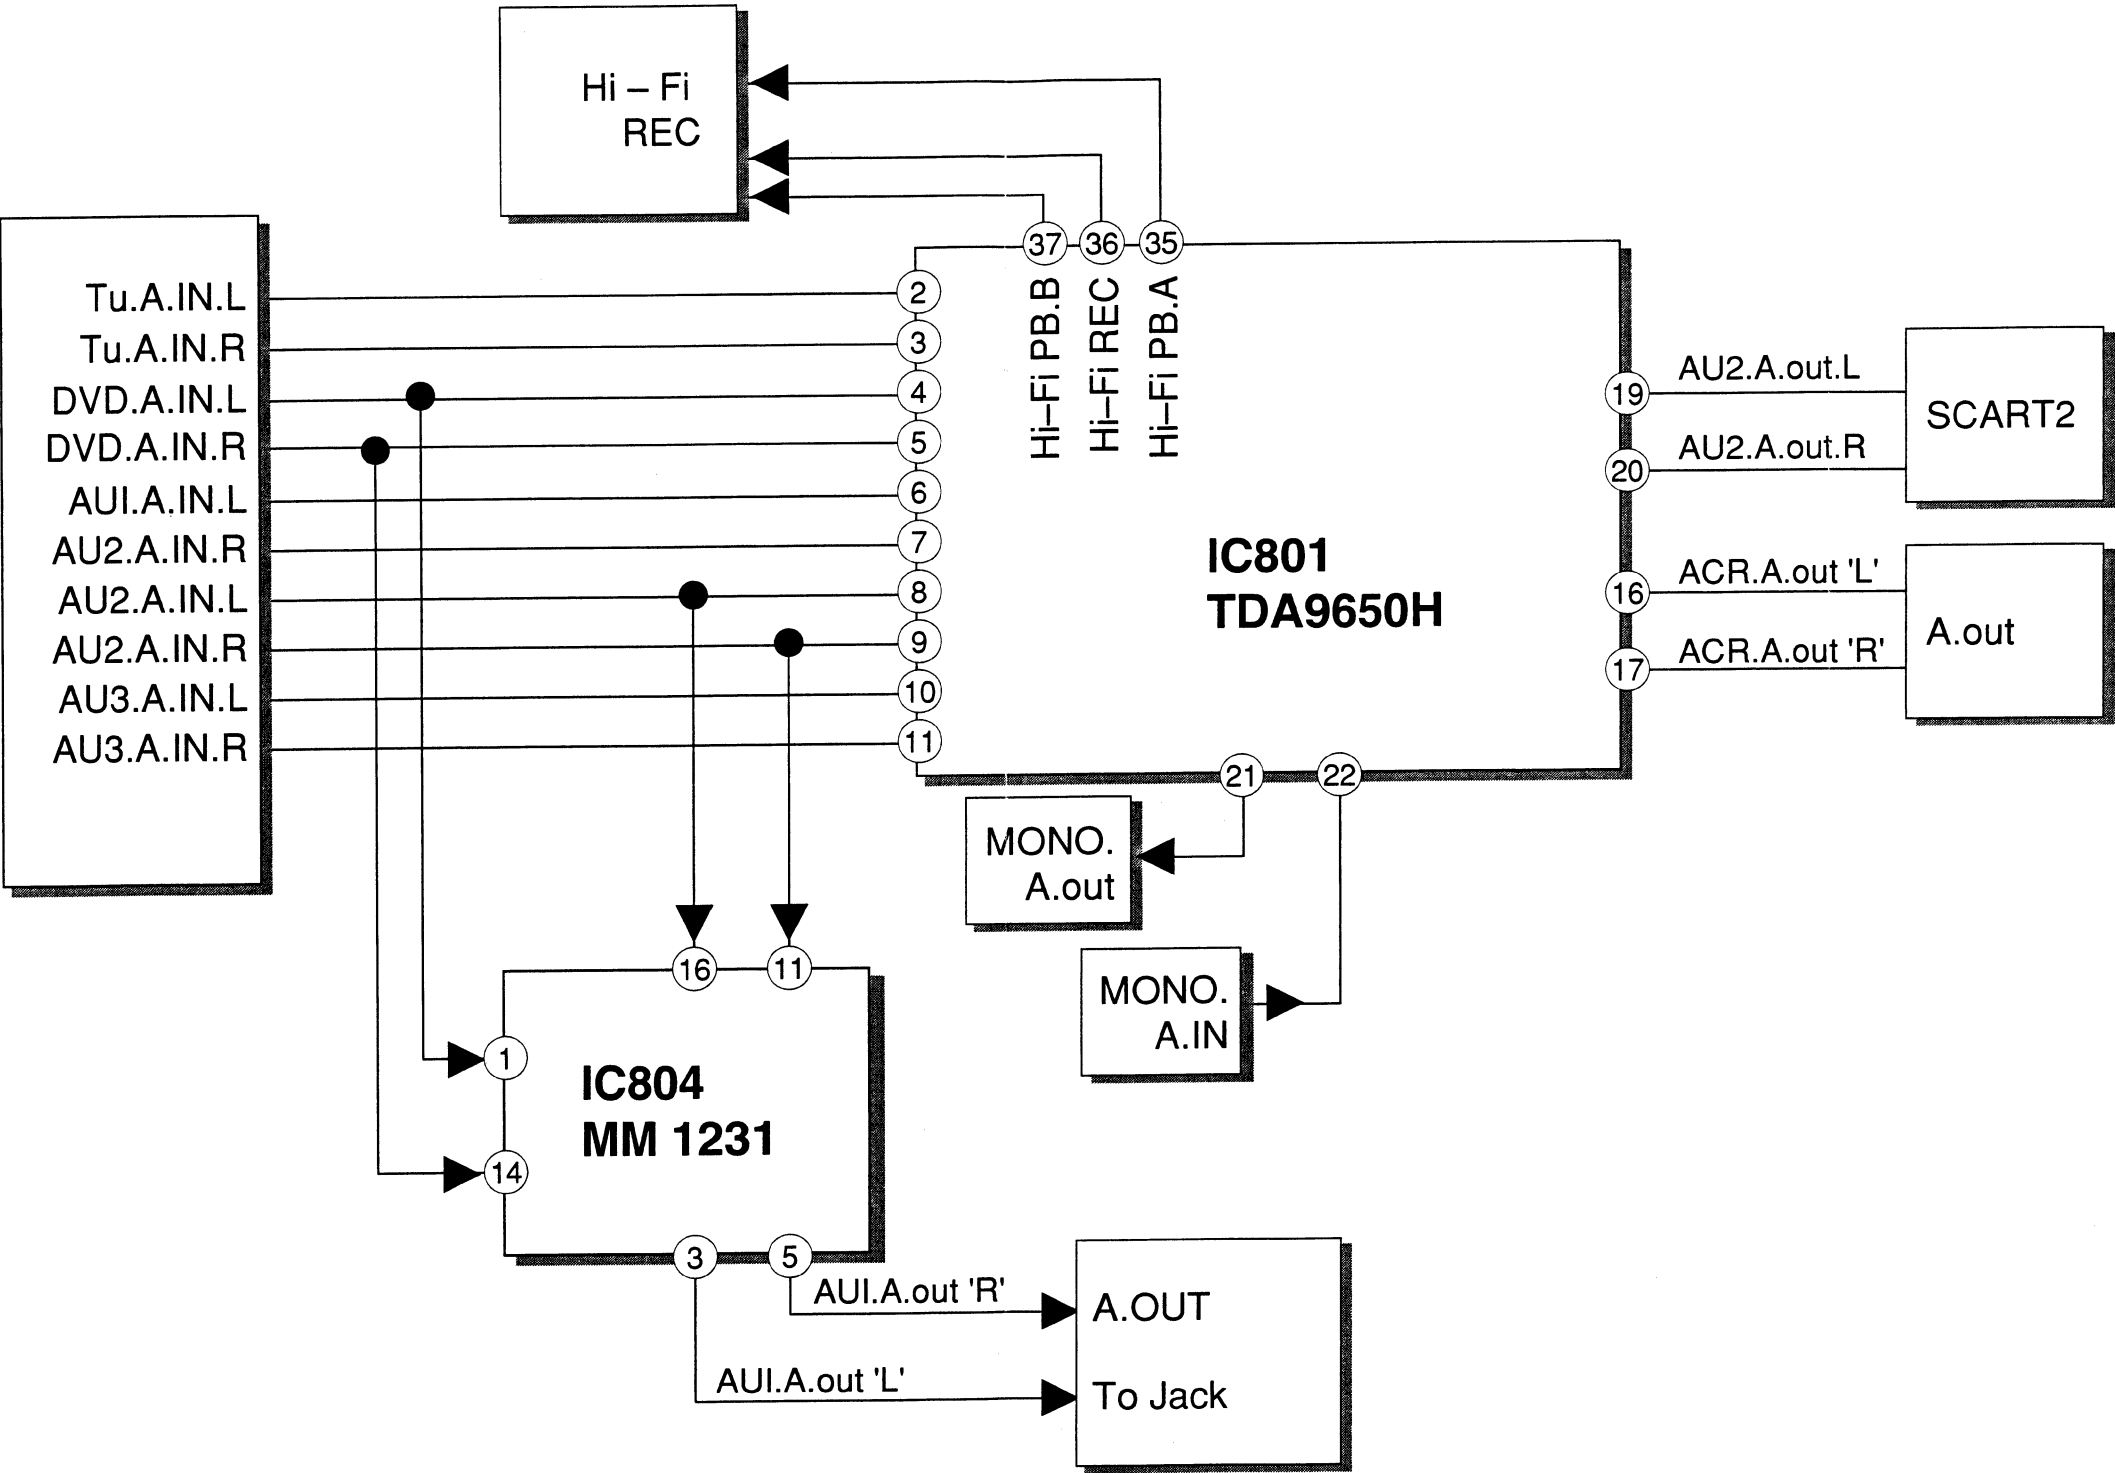 Hi – Fi
REC
37
36
35
Hi–Fi PB.B
Hi–Fi REC
Hi–Fi PB.A
Tu.A.IN.L
2
Tu.A.IN.R
3
DVD.A.IN.L
4
DVD.A.IN.R
5
AUI.A.IN.L
6
AU2.A.IN.R
7
AU2.A.IN.L
8
AU2.A.IN.R
9
AU3.A.IN.L
10
AU3.A.IN.R
11
IC801
TDA9650H
19
AU2.A.out.L
20
AU2.A.out.R
SCART2
16
ACR.A.out 'L'
17
ACR.A.out 'R'
A.out
21
22
MONO.
A.out
MONO.
A.IN
16
11
1
14
IC804
MM 1231
3
5
AUI.A.out 'R'
A.OUT
AUI.A.out 'L'
To Jack